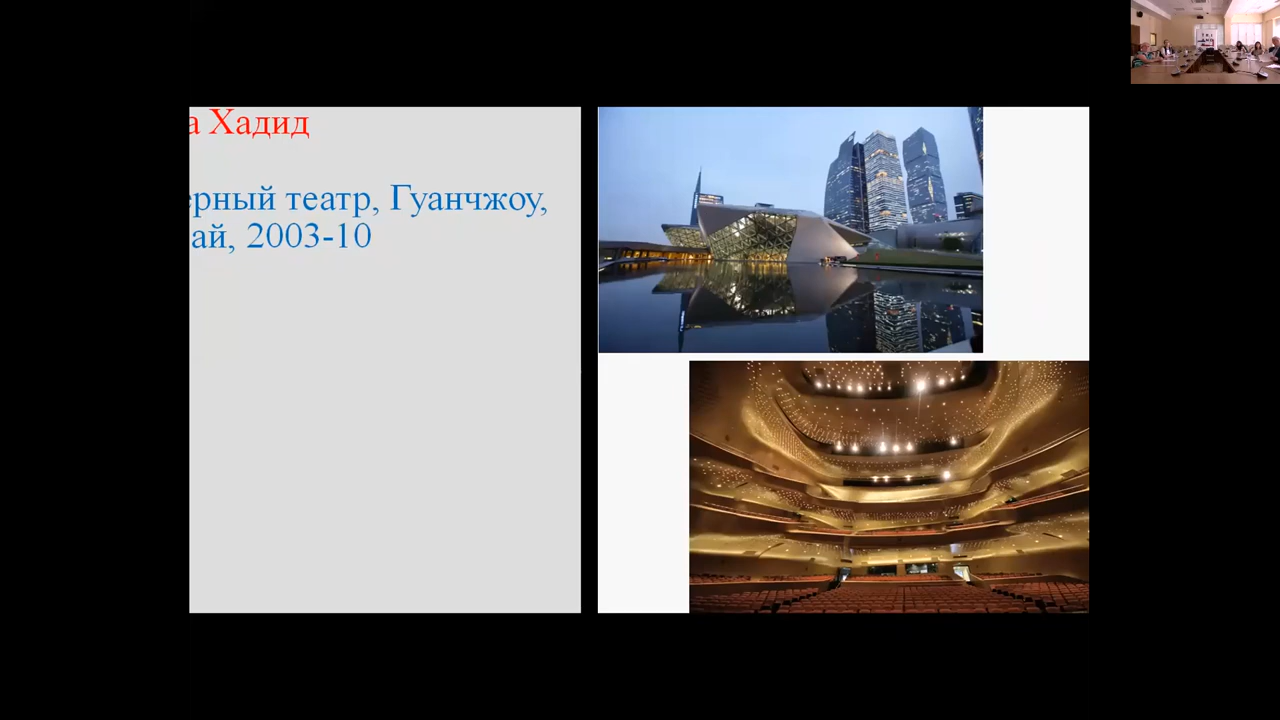 а Хадид
ерный театр, Гуанчжоу,
ай, 2003-10